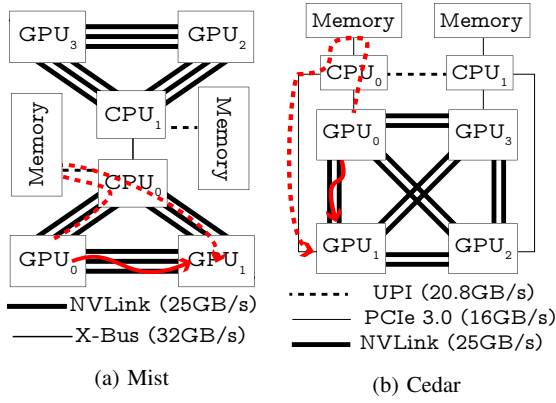 GPU3
GPU2
CPU1
Memory
Memory
CPU0
GPU0
GPU1
NVLink (25GB/s)
X-Bus (32GB/s)
(a) Mist
Memory
Memory
CPU0
CPU1
GPU0
GPU3
GPU1
GPU2
UPI (20.8GB/s)
PCIe 3.0 (16GB/s)
NVLink (25GB/s)
(b) Cedar